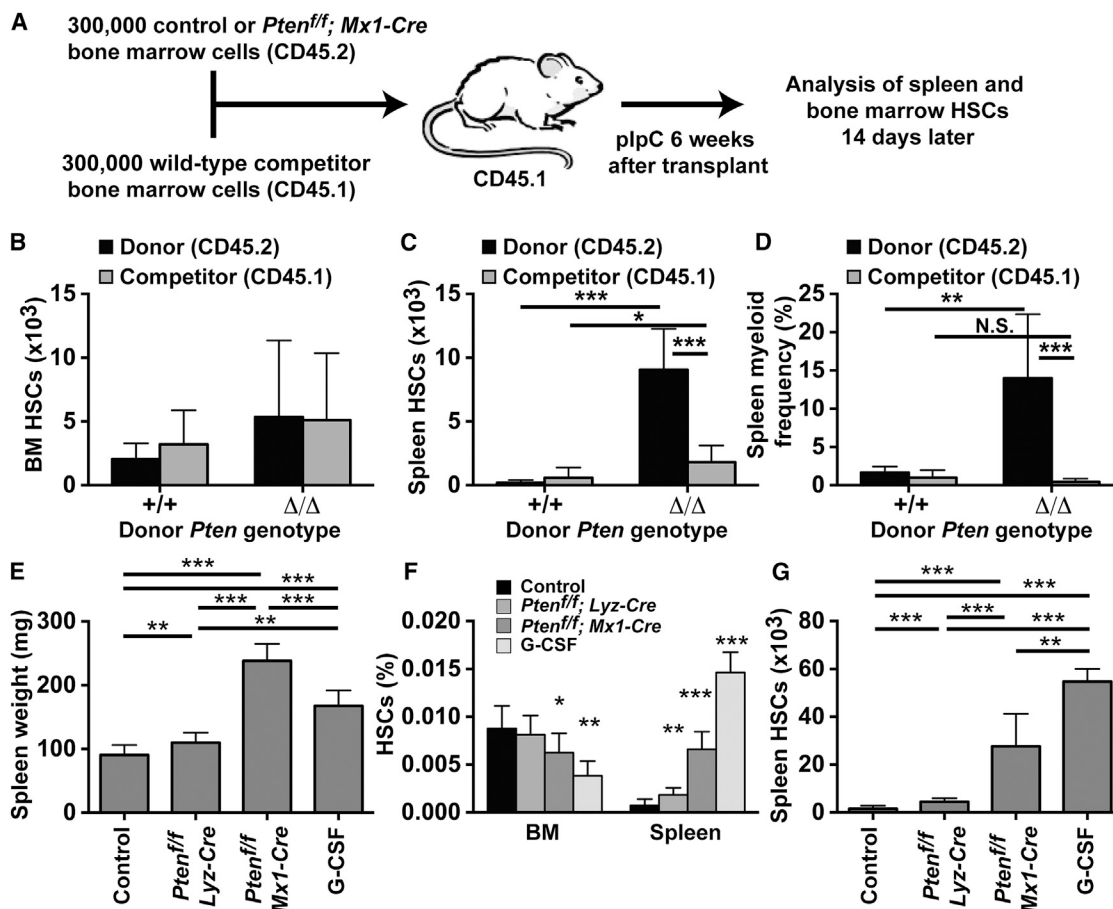 A
300,000 control or Pten^f/f; Mx1-Cre
bone marrow cells (CD45.2)
300,000 wild-type competitor
bone marrow cells (CD45.1)
CD45.1
pIpC 6 weeks
after transplant
Analysis of spleen and
bone marrow HSCs
14 days later
B
Donor (CD45.2)
Competitor (CD45.1)
BM HSCs (x10³)
15
10
5
0
+/+
Δ/Δ
Donor Pten genotype
C
Donor (CD45.2)
Competitor (CD45.1)
Spleen HSCs (x10³)
15
10
5
0
***
*
***
+/+
Δ/Δ
Donor Pten genotype
D
Donor (CD45.2)
Competitor (CD45.1)
Spleen myeloid
frequency (%)
25
20
15
10
5
0
**
N.S.
***
+/+
Δ/Δ
Donor Pten genotype
E
Spleen weight (mg)
300
200
100
0
***
***
*** ***
** **
Control
Pten^f/f
Lyz-Cre
Pten^f/f
Mx1-Cre
G-CSF
F
Control
Pten^f/f; Lyz-Cre
Pten^f/f; Mx1-Cre
G-CSF
HSCs (%)
0.020
0.015
0.010
0.005
0.000
*
**
**
***
***
BM
Spleen
G
Spleen HSCs (x10³)
80
60
40
20
0
***
***
*** *** ***
**
Control
Pten^f/f
Lyz-Cre
Pten^f/f
Mx1-Cre
G-CSF